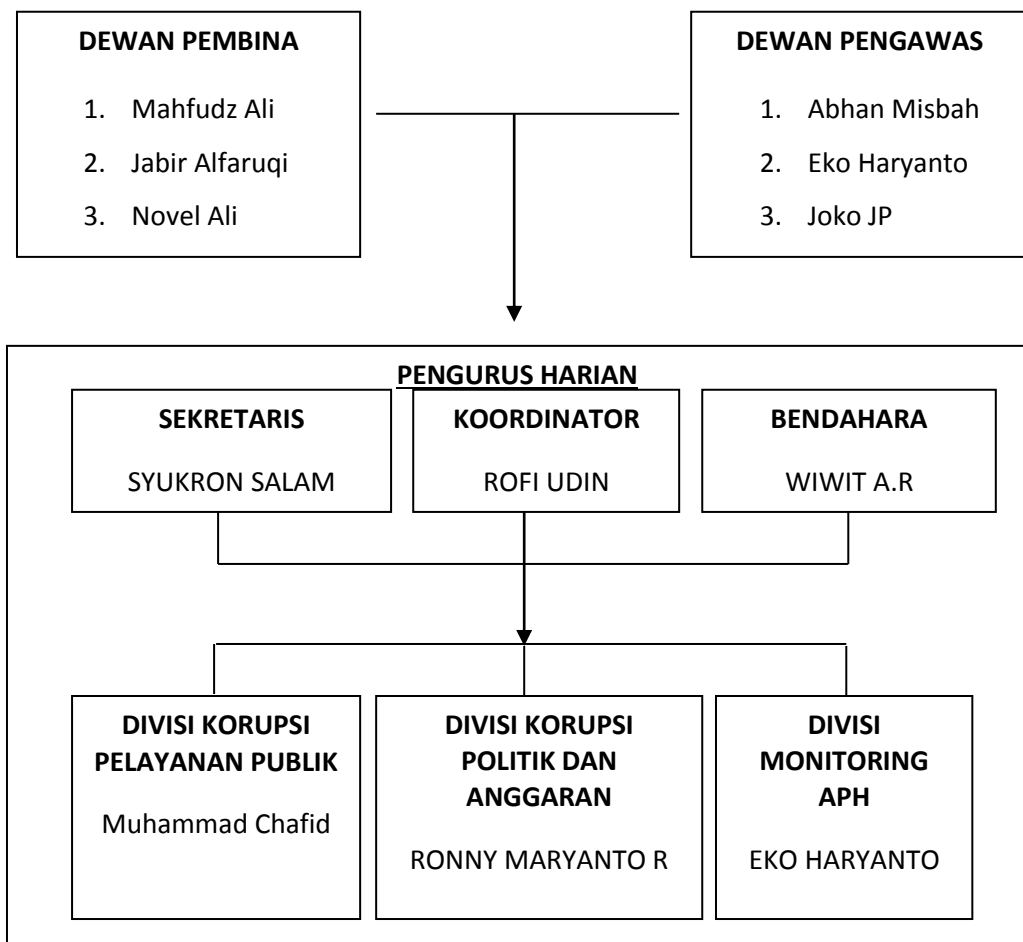 DEWAN PEMBINA
1. Mahfudz Ali
2. Jabir Alfaruqi
3. Novel Ali
DEWAN PENGAWAS
1. Abhan Misbah
2. Eko Haryanto
3. Joko JP
PENGURUS HARIAN
SEKRETARIS
SYUKRON SALAM
KOORDINATOR
ROFI UDIN
BENDAHARA
WIWIT A.R
DIVISI KORUPSI
PELAYANAN PUBLIK
Muhammad Chafid
DIVISI KORUPSI
POLITIK DAN
ANGGARAN
RONNY MARYANTO R
DIVISI
MONITORING
APH
EKO HARYANTO